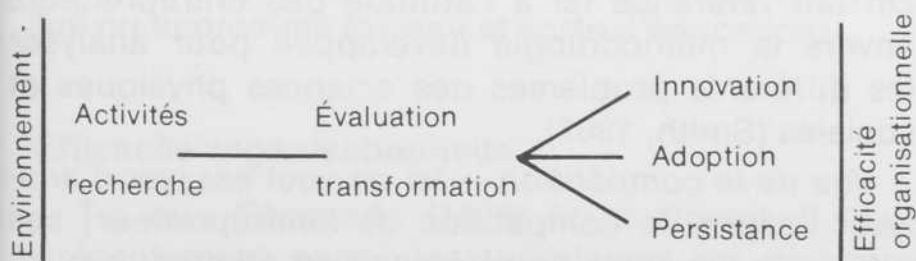 Environnement
Activités
recherche
Évaluation
transformation
Innovation
Adoption
Persistance
Efficacité
organisationnelle